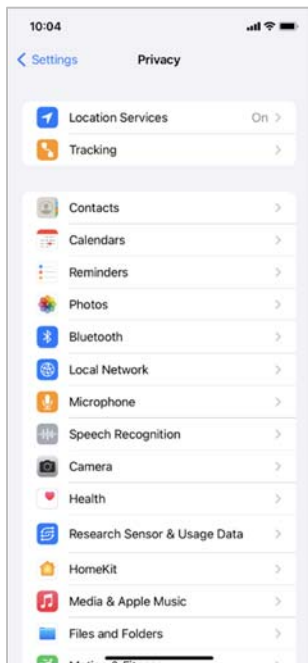 10:04
Settings
Privacy
Location Services On
Tracking
Contacts
Calendars
Reminders
Photos
Bluetooth
Local Network
Microphone
Speech Recognition
Camera
Health
Research Sensor & Usage Data
HomeKit
Media & Apple Music
Files and Folders